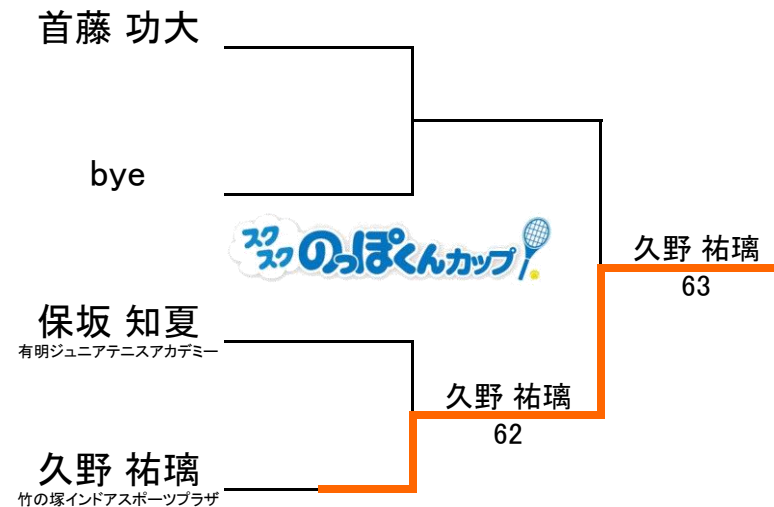 首藤 功大
bye
スクスクのっぽくんカップ
久野 祐璃
63
保坂 知夏
有明ジュニアテニスアカデミー
久野 祐璃
62
久野 祐璃
竹の塚インドアスポーツプラザ